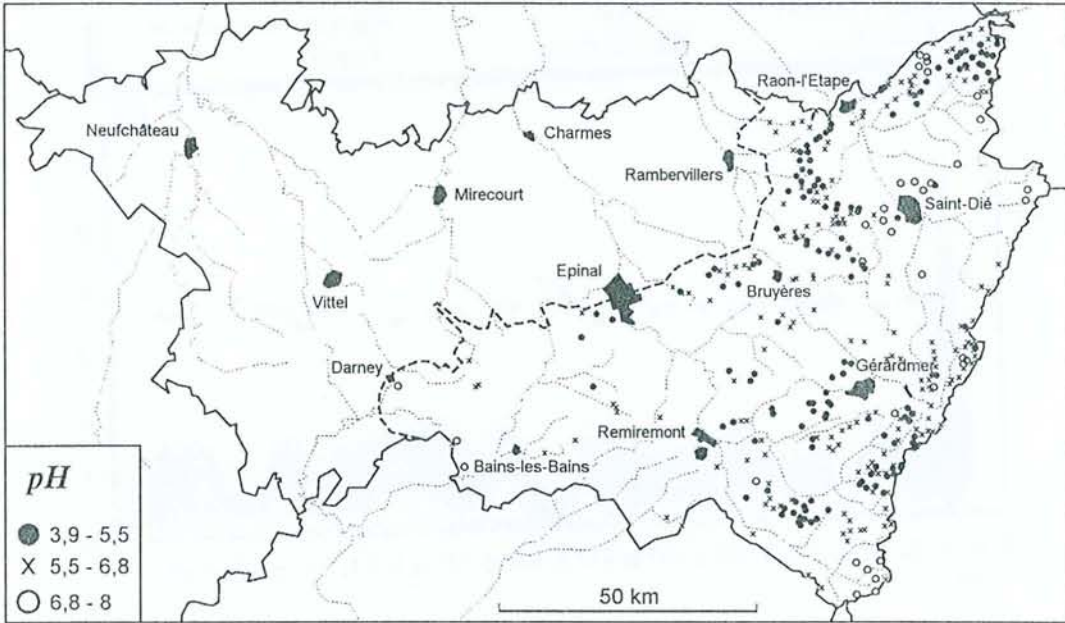 Raon-l'Etape
Neufchâteau
Charmes
Rambervillers
Mirecourt
Saint-Dié
Epinal
Vittel
Bruyères
Darney
Gérardmer
Remiremont
Bains-les-Bains
pH
3,9 - 5,5
5,5 - 6,8
6,8 - 8
50 km